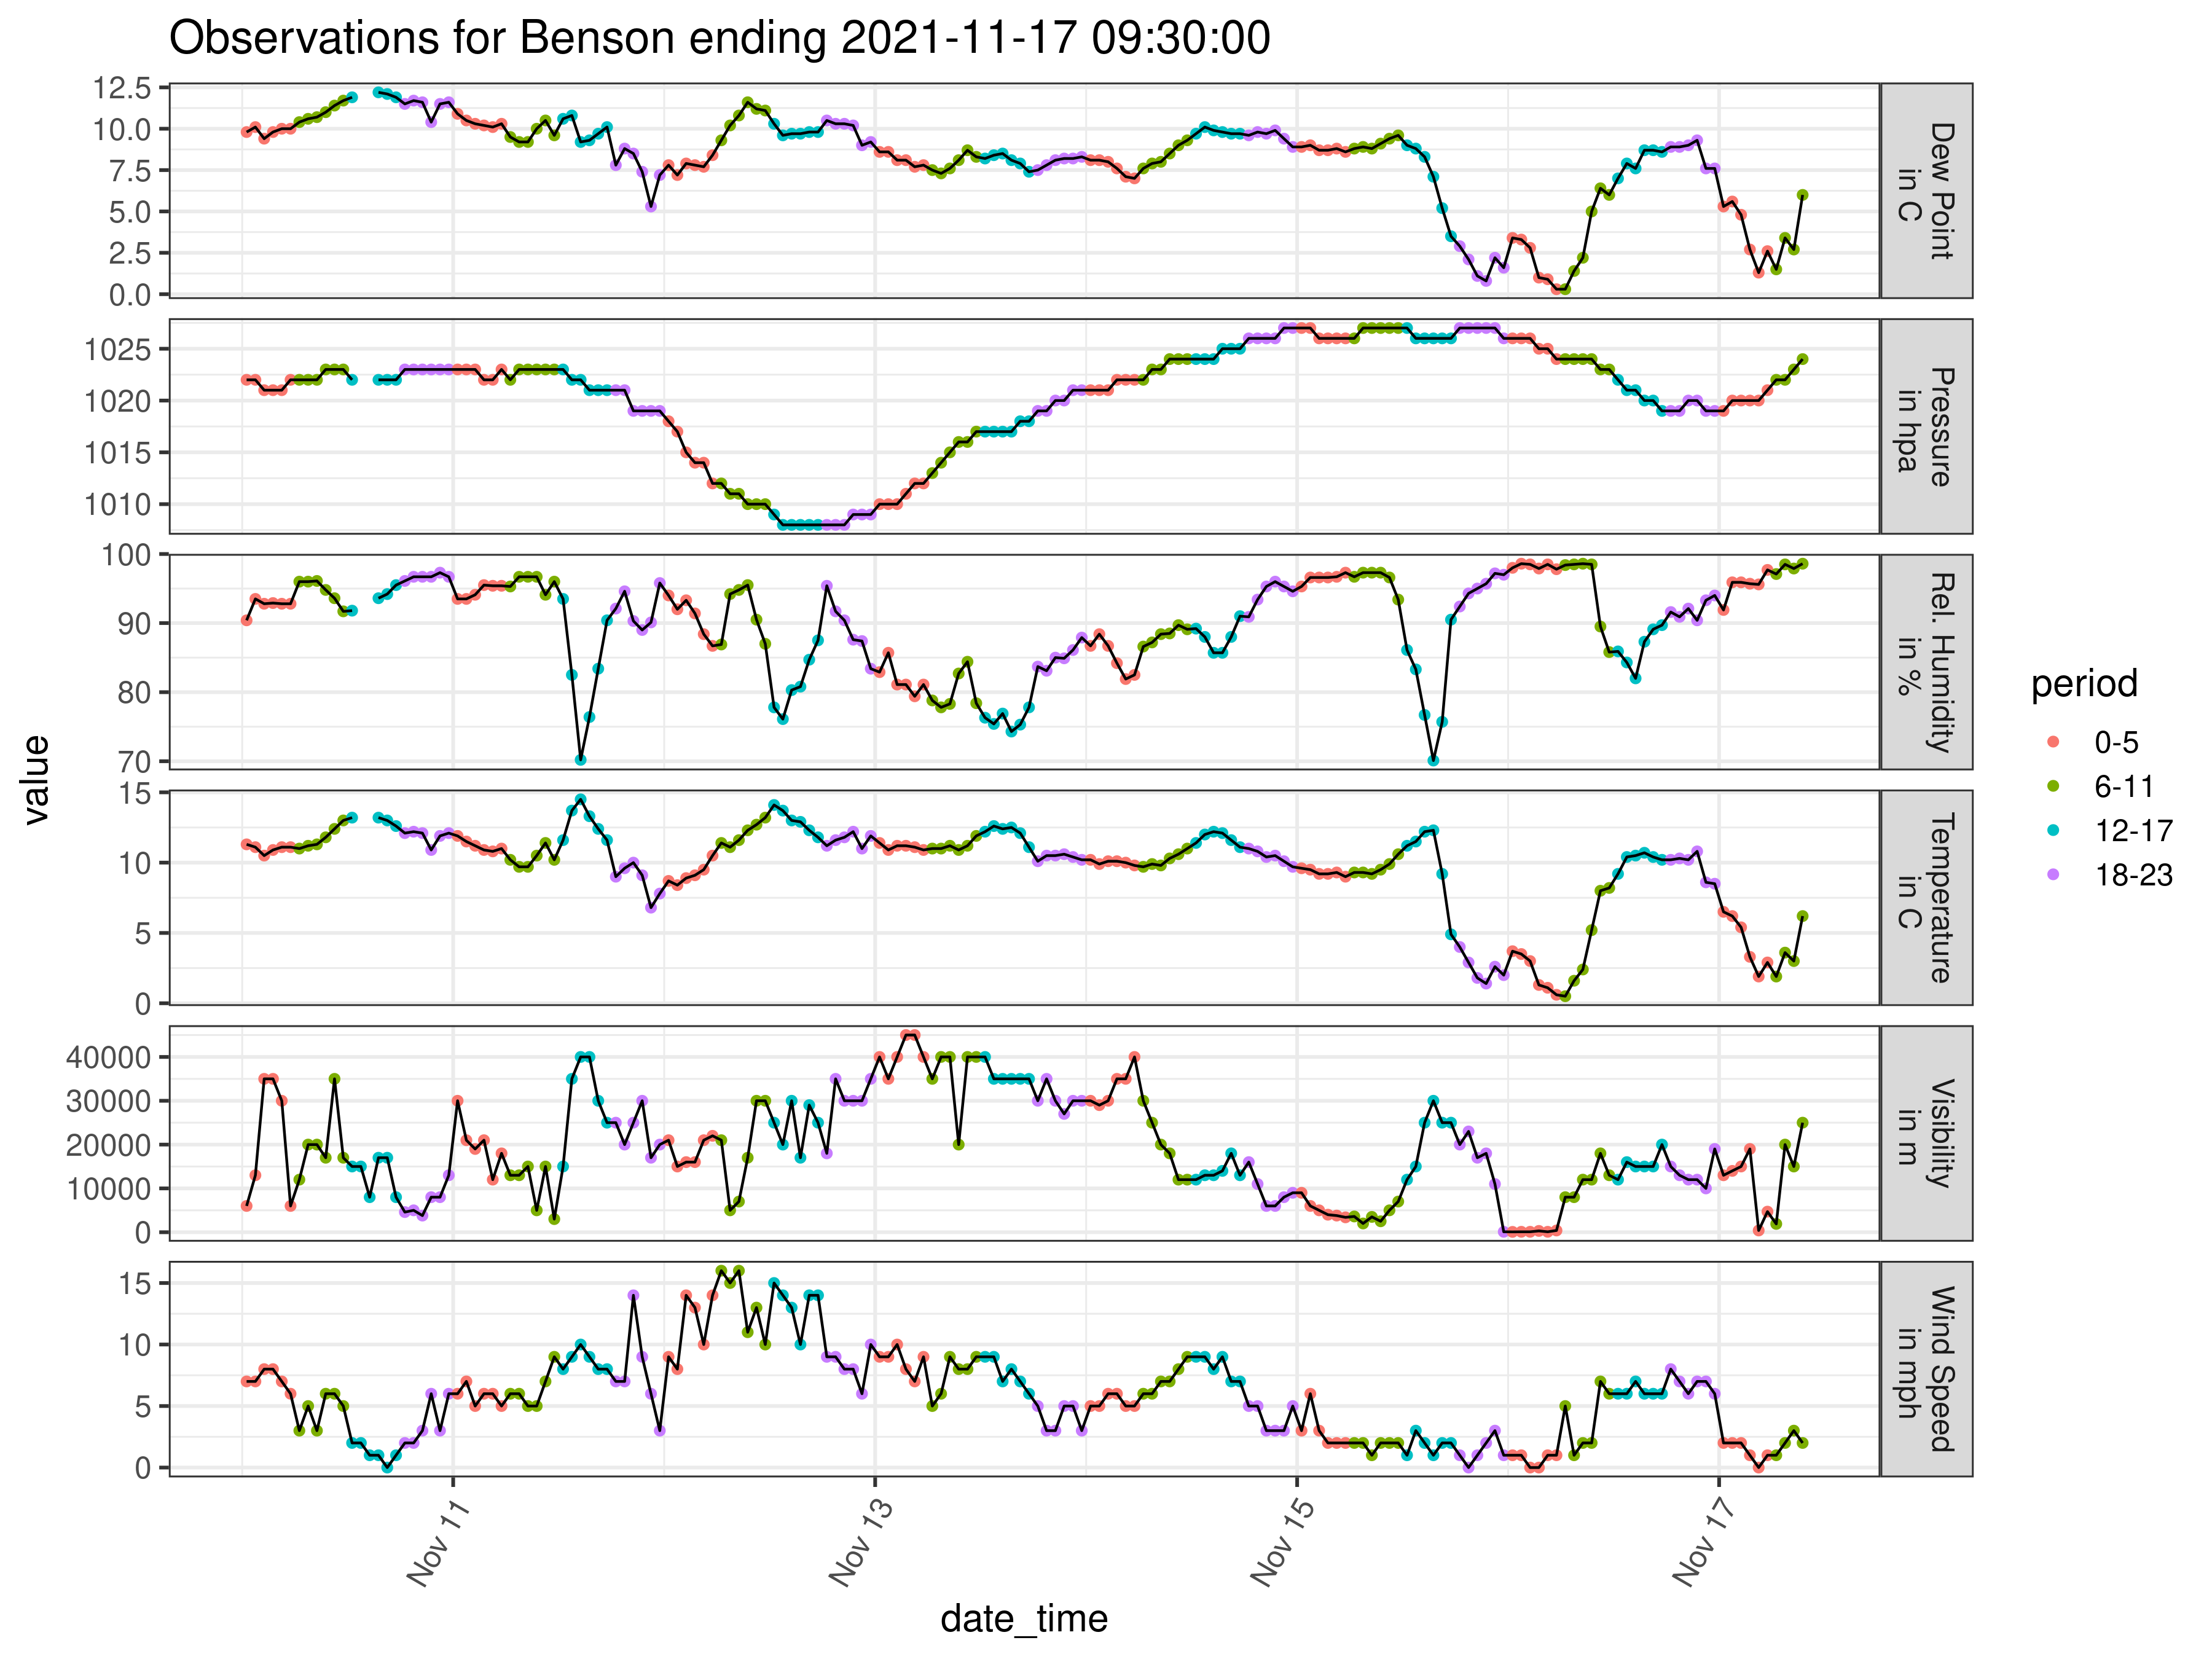 Observations for Benson ending 2021-11-17 09:30:00
value
12.5
10.0
7.5
5.0
2.5
0.0
Dew Point
in C
1025
1020
1015
1010
Pressure
in hpa
100
90
80
70
Rel. Humidity
in %
15
10
5
0
Temperature
in C
40000
30000
20000
10000
0
Visibility
in m
15
10
5
0
Wind Speed
in mph
Nov 11
Nov 13
Nov 15
Nov 17
date_time
period
0-5
6-11
12-17
18-23